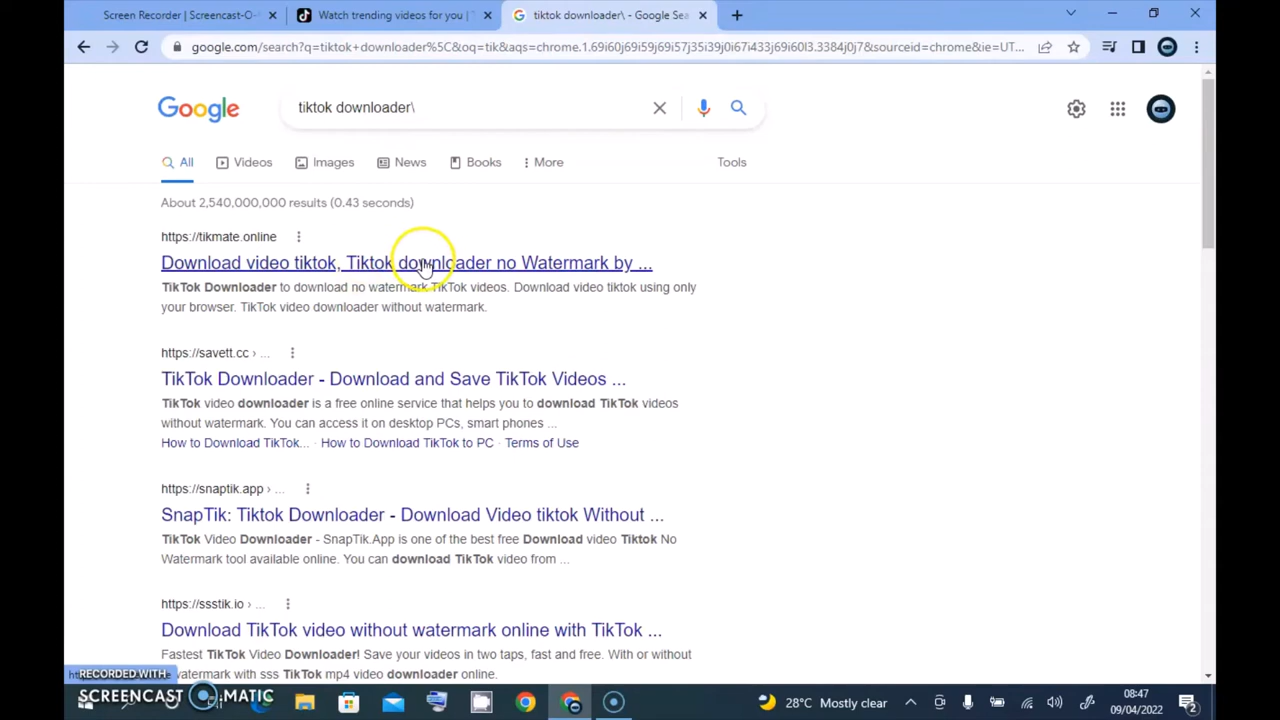 Screen Recorder | Screencast-O-
Watch trending videos for you |
tiktok downloader\ - Google Sea
google.com/search?q=tiktok+downloader%5C&oq=tik&aqs=chrome.1.69i60j69i59j69i57j35i39j0i67i433j69i60l3.3384j0j7&sourceid=chrome&ie=UT...
Google
tiktok downloader\
All
Videos
Images
News
Books
More
Tools
About 2,540,000,000 results (0.43 seconds)
https://tikmate.online
Download video tiktok, Tiktok downloader no Watermark by ...
TikTok Downloader to download no watermark TikTok videos. Download video tiktok using only
your browser. TikTok video downloader without watermark.
https://savett.cc › ...
TikTok Downloader - Download and Save TikTok Videos ...
TikTok video downloader is a free online service that helps you to download TikTok videos
without watermark. You can access it on desktop PCs, smart phones ...
How to Download TikTok... · How to Download TikTok to PC · Terms of Use
https://snaptik.app › ...
SnapTik: Tiktok Downloader - Download Video tiktok Without ...
TikTok Video Downloader - SnapTik.App is one of the best free Download video Tiktok No
Watermark tool available online. You can download TikTok video from ...
https://ssstik.io › ...
Download TikTok video without watermark online with TikTok ...
Fastest TikTok Video Downloader! Save your videos in two taps, fast and free. With or without
watermark with sss TikTok mp4 video downloader online.
RECORDED WITH
SCREENCAST MATIC
28°C Mostly clear
08:47
09/04/2022
2